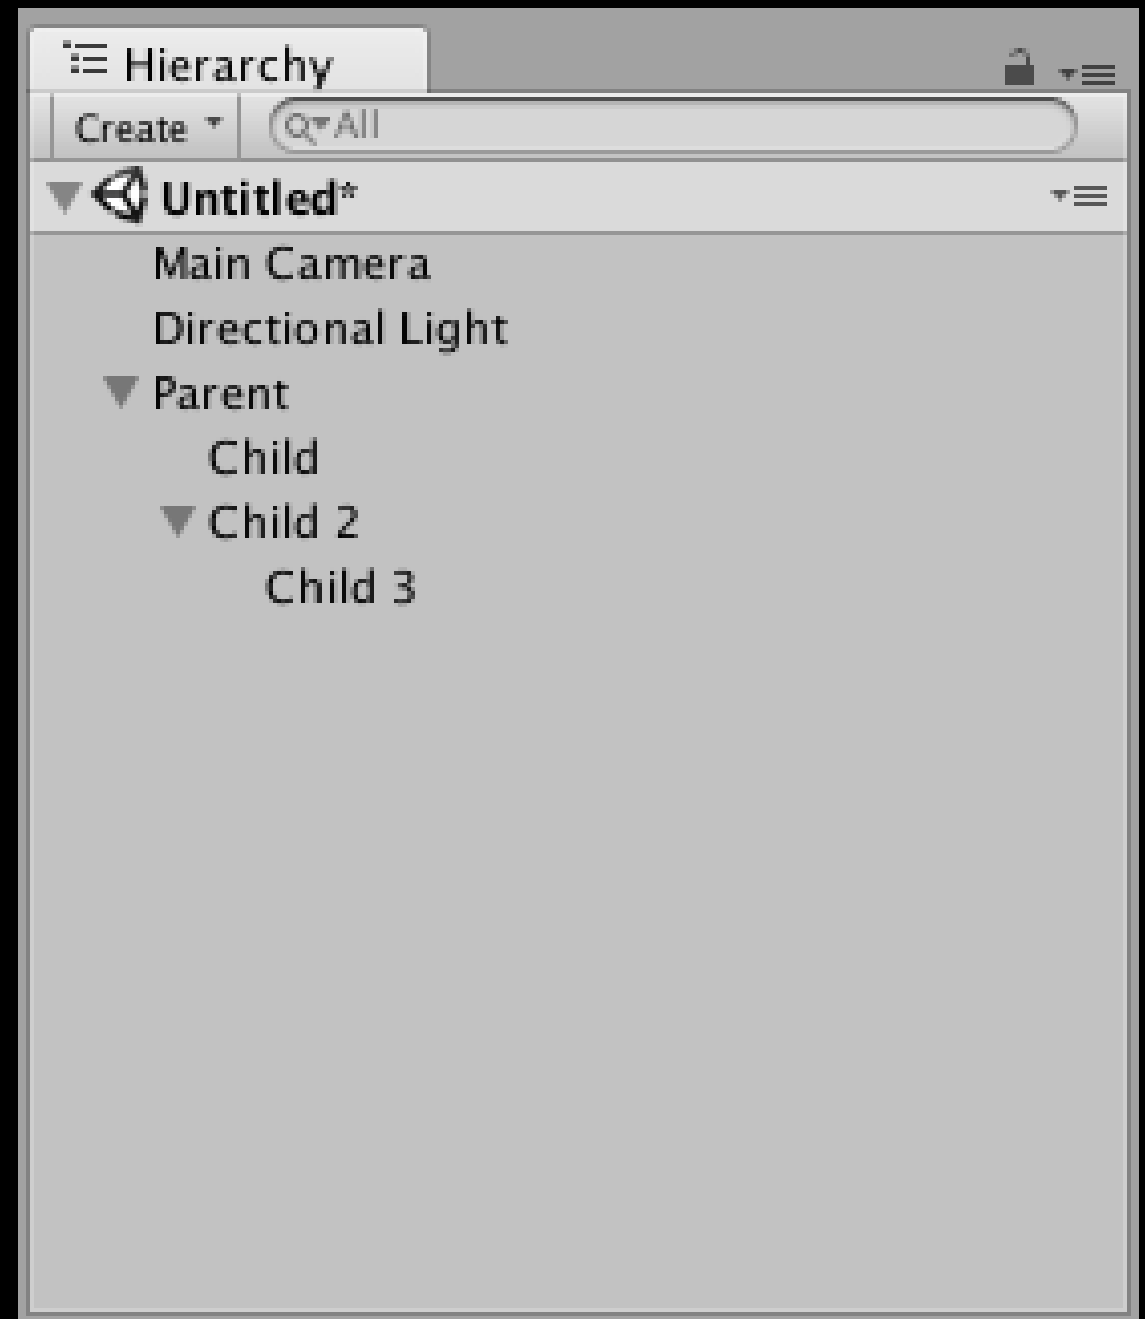 Hierarchy
Create All
Untitled*
Main Camera
Directional Light
Parent
Child
Child 2
Child 3